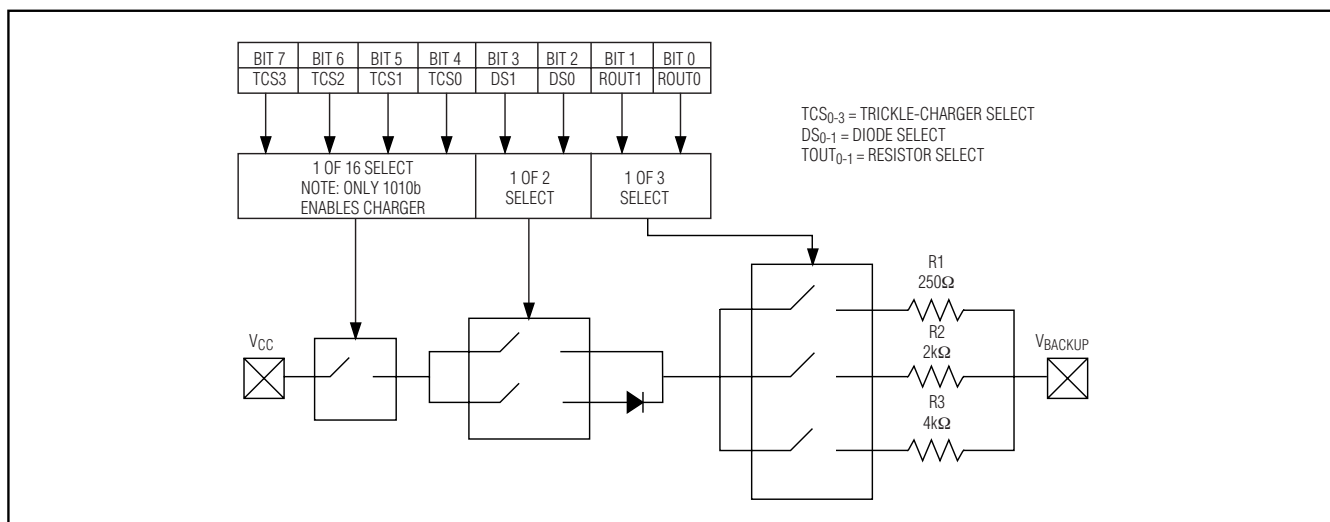 BIT 7 BIT 6 BIT 5 BIT 4 BIT 3 BIT 2 BIT 1 BIT 0
TCS3 TCS2 TCS1 TCS0 DS1 DS0 ROUT1 ROUT0
TCS0-3 = TRICKLE-CHARGER SELECT
DS0-1 = DIODE SELECT
TOUT0-1 = RESISTOR SELECT
1 OF 16 SELECT
NOTE: ONLY 1010b
ENABLES CHARGER
1 OF 2
SELECT
1 OF 3
SELECT
R1
250Ω
VCC
R2
2kΩ
VBACKUP
R3
4kΩ